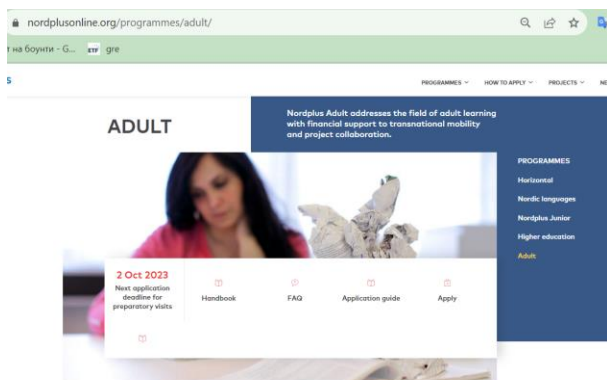 nordplusonline.org/programmes/adult/
т на боунти - G... ETF gre
S
PROGRAMMES HOW TO APPLY PROJECTS NE
ADULT
Nordplus Adult addresses the field of adult learning
with financial support to transnational mobility
and project collaboration.
PROGRAMMES
Horizontal
Nordic languages
Nordplus Junior
Higher education
Adult
2 Oct 2023
Next application
deadline for
preparatory visits
Handbook
FAQ
Application guide
Apply